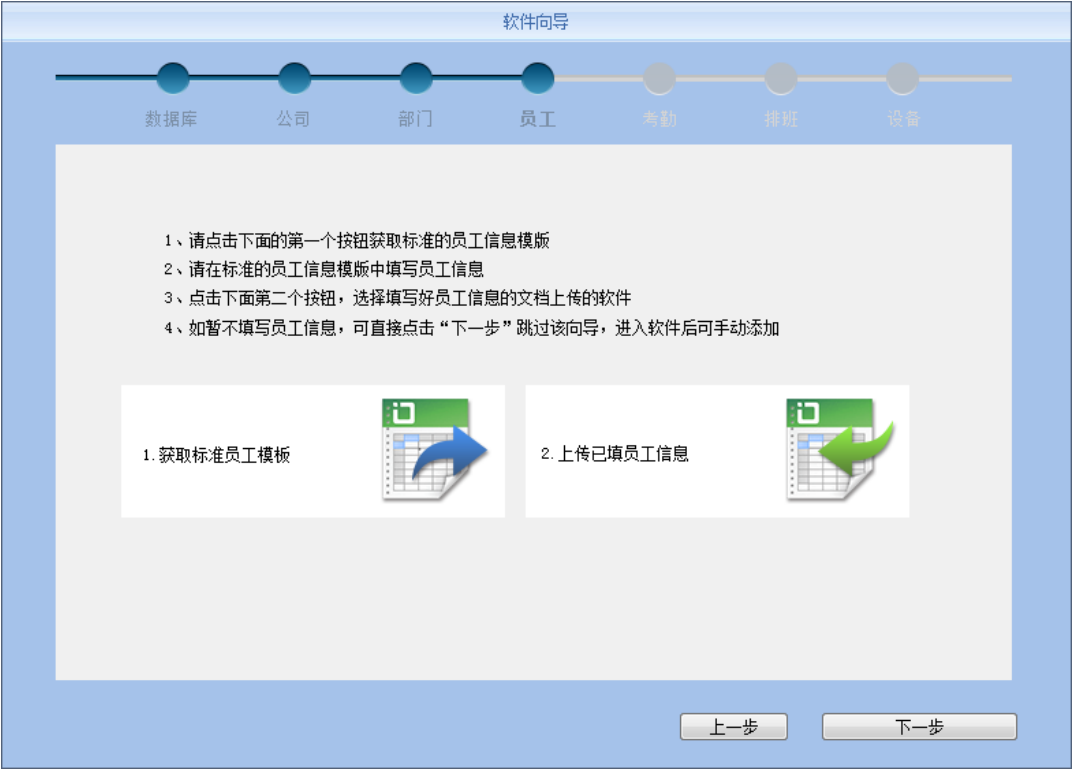 软件向导
数据库 公司 部门 员工 考勤 排班 设备
1、请点击下面的第一个按钮获取标准的员工信息模版
2、请在标准的员工信息模版中填写员工信息
3、点击下面第二个按钮，选择填写好员工信息的文档上传的软件
4、如暂不填写员工信息，可直接点击“下一步”跳过该向导，进入软件后可手动添加
1.获取标准员工模板
2.上传已填员工信息
上一步 下一步